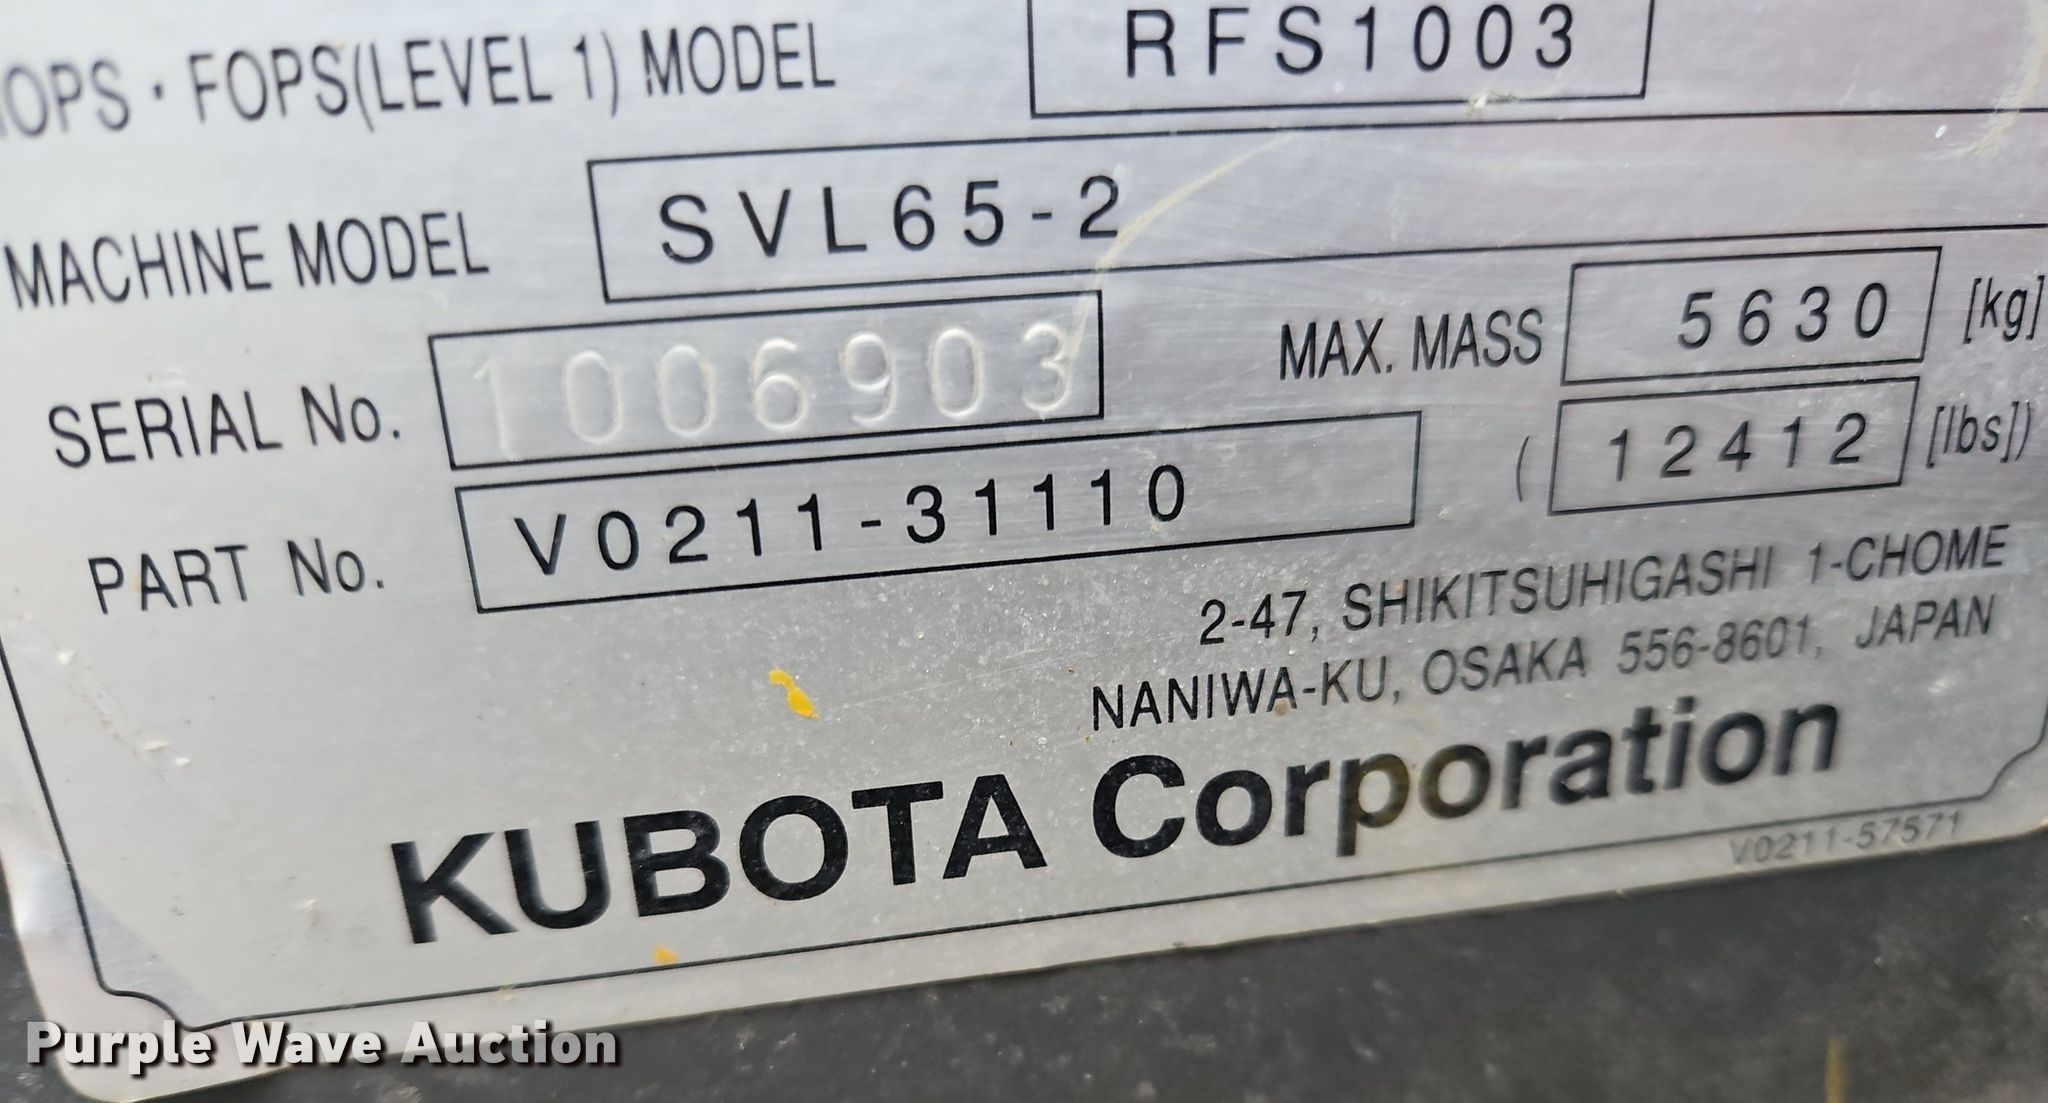 ROPS・FOPS(LEVEL 1) MODEL RFS1003
MACHINE MODEL SVL65-2
SERIAL No. 1006903
MAX. MASS 5630 [kg]
(12412 [lbs])
PART No. V0211-31110
2-47, SHIKITSUHIGASHI 1-CHOME
NANIWA-KU, OSAKA 556-8601, JAPAN
KUBOTA Corporation
V0211-57571
Purple Wave Auction